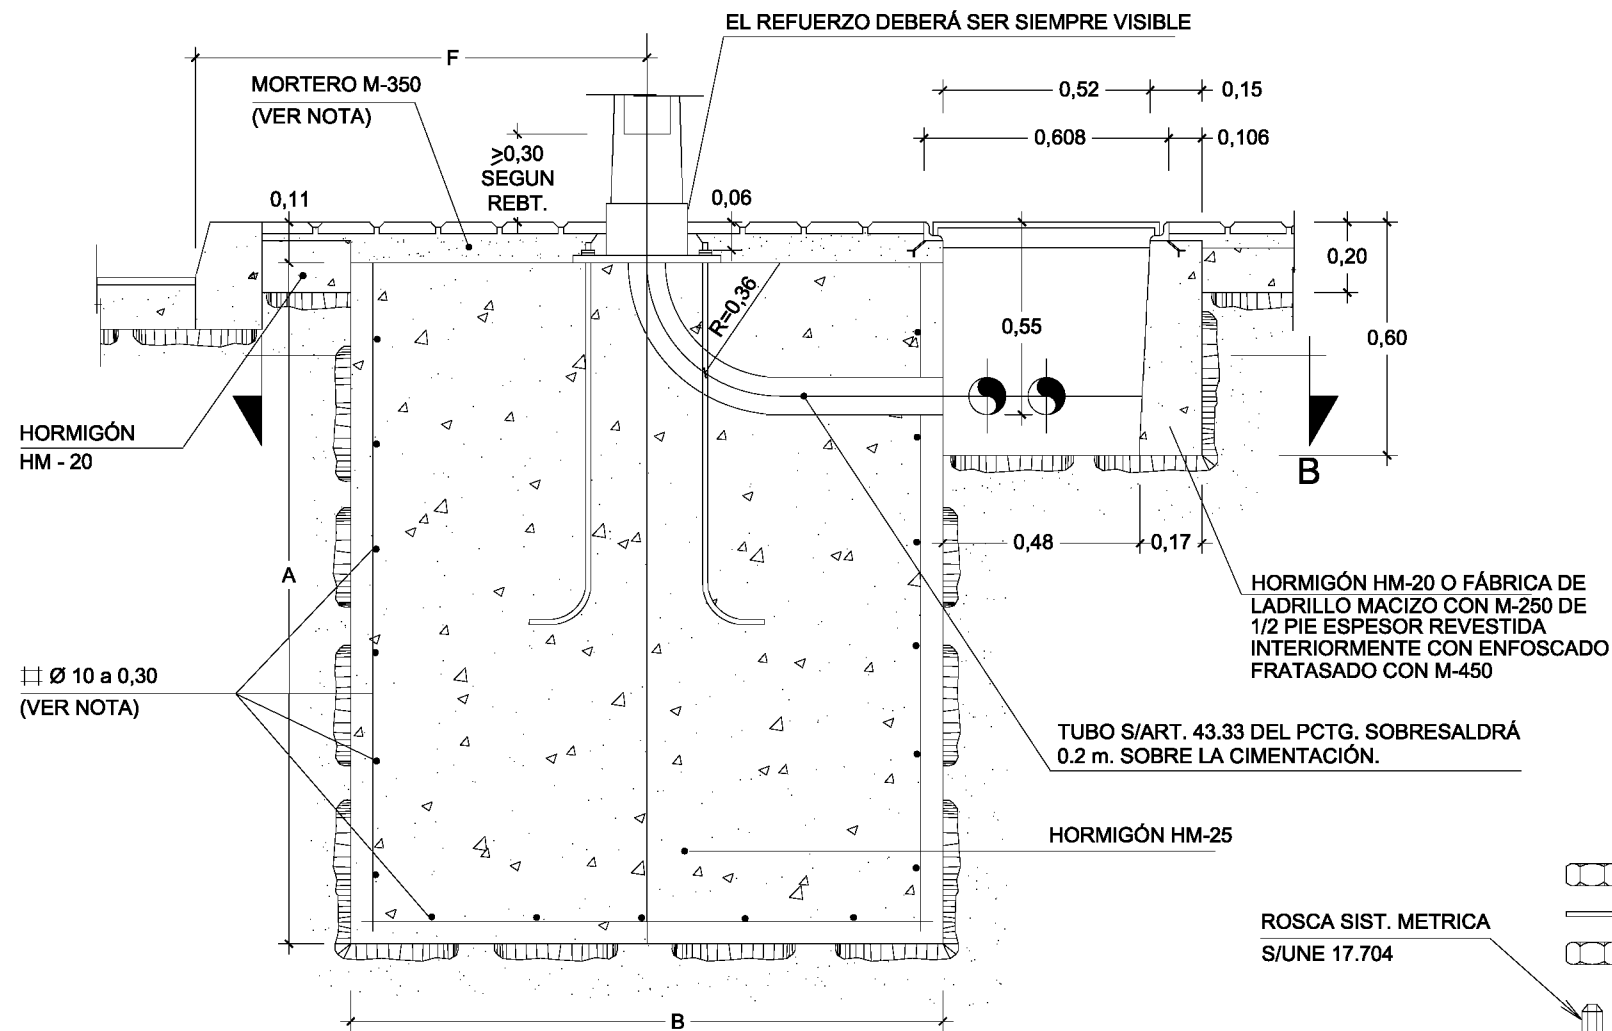 EL REFUERZO DEBERÁ SER SIEMPRE VISIBLE
F
MORTERO M-350
(VER NOTA)
0,52
0,15
0,608
0,106
≥0,30
SEGUN
REBT.
0,11
0,06
0,20
R=0,36
0,55
0,60
HORMIGÓN
HM - 20
B
0,48
0,17
A
HORMIGÓN HM-20 O FÁBRICA DE
LADRILLO MACIZO CON M-250 DE
1/2 PIE ESPESOR REVESTIDA
INTERIORMENTE CON ENFOSCADO
FRATASADO CON M-450
Ø 10 a 0,30
(VER NOTA)
TUBO S/ART. 43.33 DEL PCTG. SOBRESALDRÁ
0.2 m. SOBRE LA CIMENTACIÓN.
HORMIGÓN HM-25
ROSCA SIST. METRICA
S/UNE 17.704
B